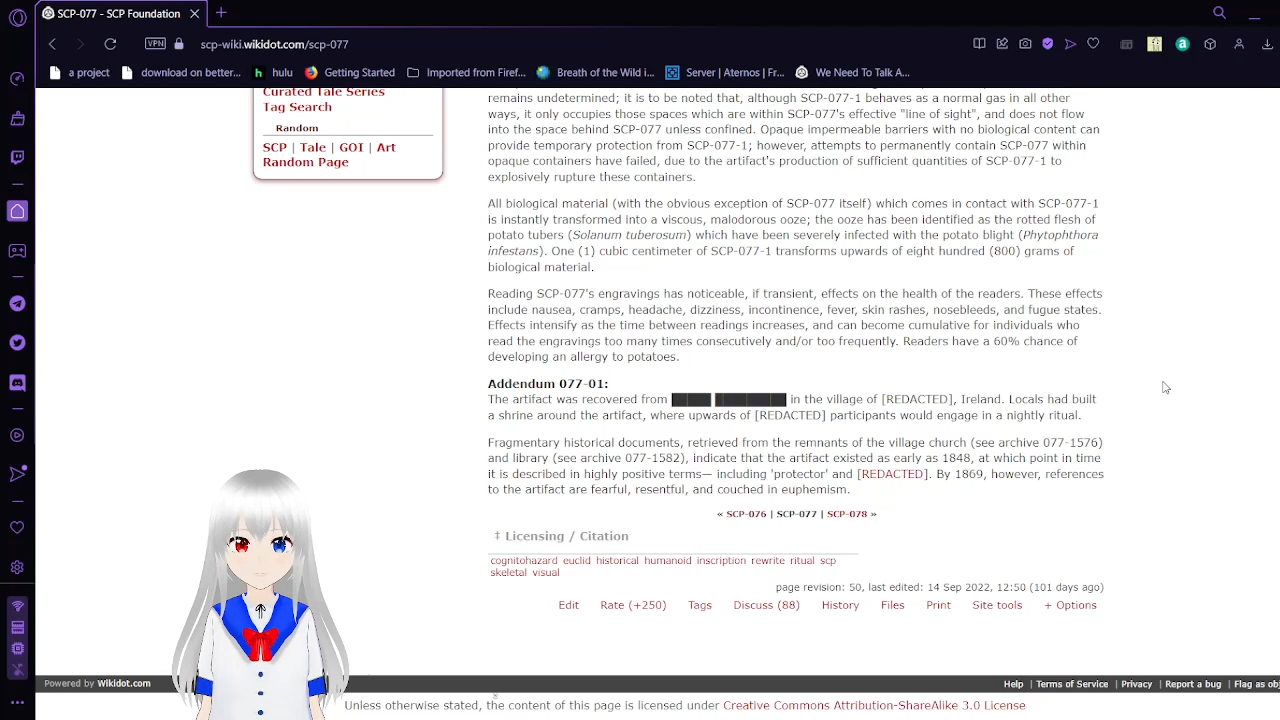 SCP-077 - SCP Foundation
scp-wiki.wikidot.com/scp-077
VPN
a project
download on better...
hulu
Getting Started
Imported from Firef...
Breath of the Wild i...
Server | Aternos | Fr...
We Need To Talk A...
Curated Tale Series
Tag Search
Random
SCP | Tale | GOI | Art
Random Page
remains undetermined; it is to be noted that, although SCP-077-1 behaves as a normal gas in all other
ways, it only occupies those spaces which are within SCP-077's effective "line of sight", and does not flow
into the space behind SCP-077 unless confined. Opaque impermeable barriers with no biological content can
provide temporary protection from SCP-077-1; however, attempts to permanently contain SCP-077 within
opaque containers have failed, due to the artifact's production of sufficient quantities of SCP-077-1 to
explosively rupture these containers.
All biological material (with the obvious exception of SCP-077 itself) which comes in contact with SCP-077-1
is instantly transformed into a viscous, malodorous ooze; the ooze has been identified as the rotted flesh of
potato tubers (Solanum tuberosum) which have been severely infected with the potato blight (Phytophthora
infestans). One (1) cubic centimeter of SCP-077-1 transforms upwards of eight hundred (800) grams of
biological material.
Reading SCP-077's engravings has noticeable, if transient, effects on the health of the readers. These effects
include nausea, cramps, headache, dizziness, incontinence, fever, skin rashes, nosebleeds, and fugue states.
Effects intensify as the time between readings increases, and can become cumulative for individuals who
read the engravings too many times consecutively and/or too frequently. Readers have a 60% chance of
developing an allergy to potatoes.
Addendum 077-01:
The artifact was recovered from █████ █████████ in the village of [REDACTED], Ireland. Locals had built
a shrine around the artifact, where upwards of [REDACTED] participants would engage in a nightly ritual.
Fragmentary historical documents, retrieved from the remnants of the village church (see archive 077-1576)
and library (see archive 077-1582), indicate that the artifact existed as early as 1848, at which point in time
it is described in highly positive terms— including 'protector' and [REDACTED]. By 1869, however, references
to the artifact are fearful, resentful, and couched in euphemism.
« SCP-076 | SCP-077 | SCP-078 »
‡ Licensing / Citation
cognitohazard euclid historical humanoid inscription rewrite ritual scp
skeletal visual
page revision: 50, last edited: 14 Sep 2022, 12:50 (101 days ago)
Edit Rate (+250) Tags Discuss (88) History Files Print Site tools + Options
Powered by Wikidot.com
Help | Terms of Service | Privacy | Report a bug | Flag as obj
Unless otherwise stated, the content of this page is licensed under Creative Commons Attribution-ShareAlike 3.0 License